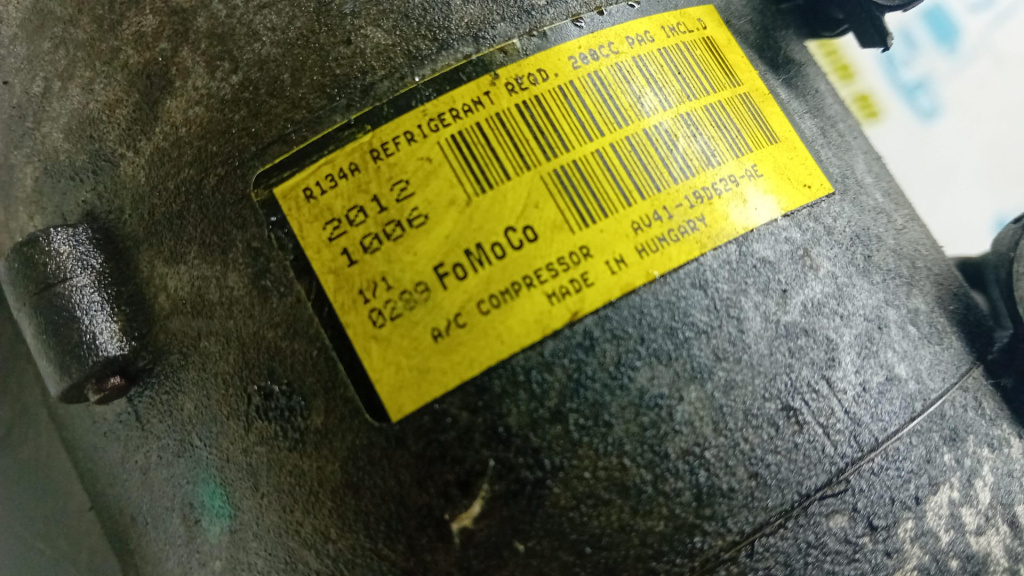 R134A REFRIGERANT REQD. 200CC PAG INCL.D
2012
1006
1/1
0289 FoMoCo
AV41-19D629-AE
A/C COMPRESSOR
MADE IN HUNGARY